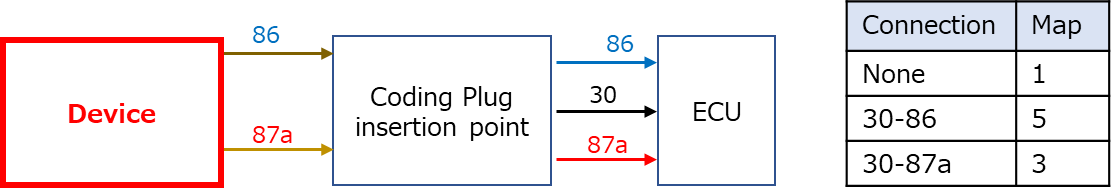 86
87a
Device
Coding Plug
insertion point
86
30
87a
ECU
Connection Map
None 1
30-86 5
30-87a 3